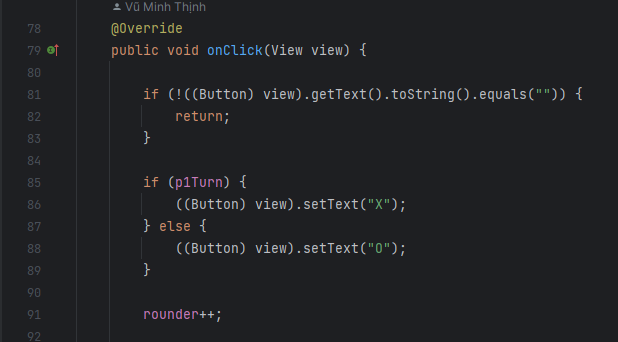 Vũ Minh Thịnh
78 @Override
79 public void onClick(View view) {
80
81 if (!((Button) view).getText().toString().equals("")) {
82 return;
83 }
84
85 if (p1Turn) {
86 ((Button) view).setText("X");
87 } else {
88 ((Button) view).setText("O");
89 }
90
91 rounder++;
92